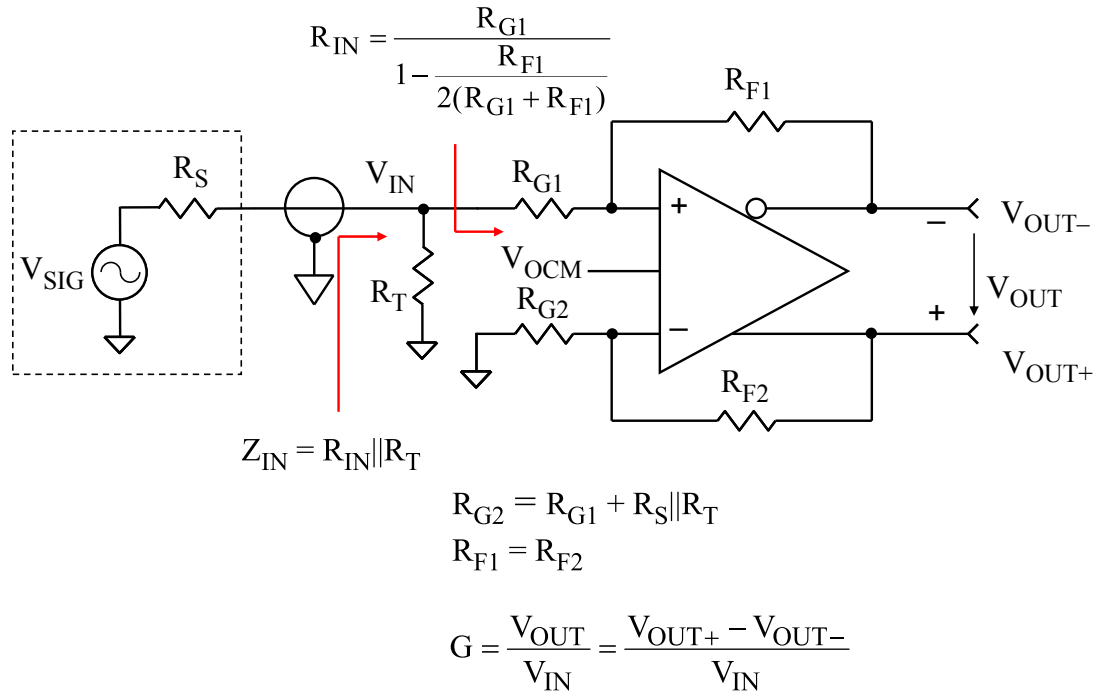 R_IN = R_G1 / (1 − R_F1 / (2(R_G1 + R_F1)))
R_F1
R_S
V_IN
R_G1
+
−
V_OUT−
V_SIG
V_OCM
R_T
R_G2
−
+
V_OUT
V_OUT+
R_F2
Z_IN = R_IN||R_T
R_G2 = R_G1 + R_S||R_T
R_F1 = R_F2
G = V_OUT / V_IN = (V_OUT+ − V_OUT−) / V_IN